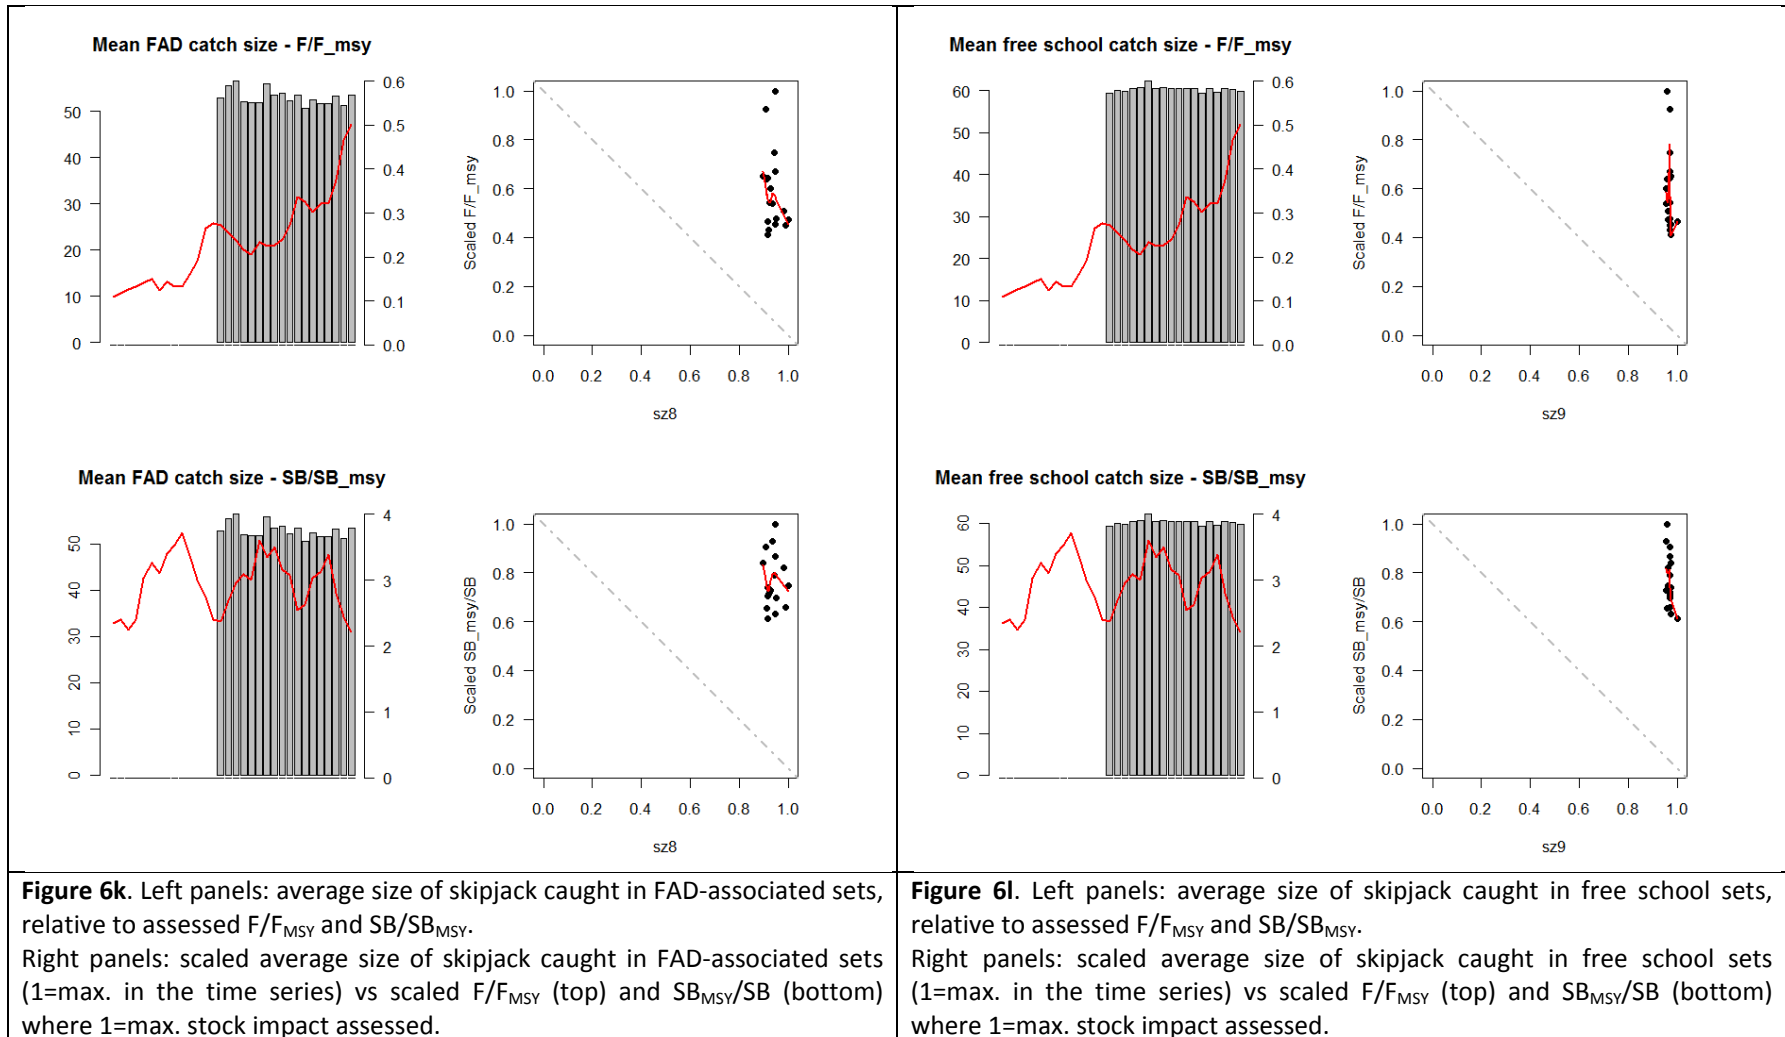 Mean FAD catch size - F/F_msy
50
40
30
20
10
0
0.6
0.5
0.4
0.3
0.2
0.1
0.0
Scaled F/F_msy
1.0
0.8
0.6
0.4
0.2
0.0
0.0 0.2 0.4 0.6 0.8 1.0
sz8
Mean FAD catch size - SB/SB_msy
50
40
30
20
10
0
4
3
2
1
0
Scaled SB_msy/SB
1.0
0.8
0.6
0.4
0.2
0.0
0.0 0.2 0.4 0.6 0.8 1.0
sz8
Mean free school catch size - F/F_msy
60
50
40
30
20
10
0
0.6
0.5
0.4
0.3
0.2
0.1
0.0
Scaled F/F_msy
1.0
0.8
0.6
0.4
0.2
0.0
0.0 0.2 0.4 0.6 0.8 1.0
sz9
Mean free school catch size - SB/SB_msy
60
50
40
30
20
10
0
4
3
2
1
0
Scaled SB_msy/SB
1.0
0.8
0.6
0.4
0.2
0.0
0.0 0.2 0.4 0.6 0.8 1.0
sz9
Figure 6k. Left panels: average size of skipjack caught in FAD-associated sets,
relative to assessed F/FMSY and SB/SBMSY.
Right panels: scaled average size of skipjack caught in FAD-associated sets
(1=max. in the time series) vs scaled F/FMSY (top) and SBMSY/SB (bottom)
where 1=max. stock impact assessed.
Figure 6l. Left panels: average size of skipjack caught in free school sets,
relative to assessed F/FMSY and SB/SBMSY.
Right panels: scaled average size of skipjack caught in free school sets
(1=max. in the time series) vs scaled F/FMSY (top) and SBMSY/SB (bottom)
where 1=max. stock impact assessed.